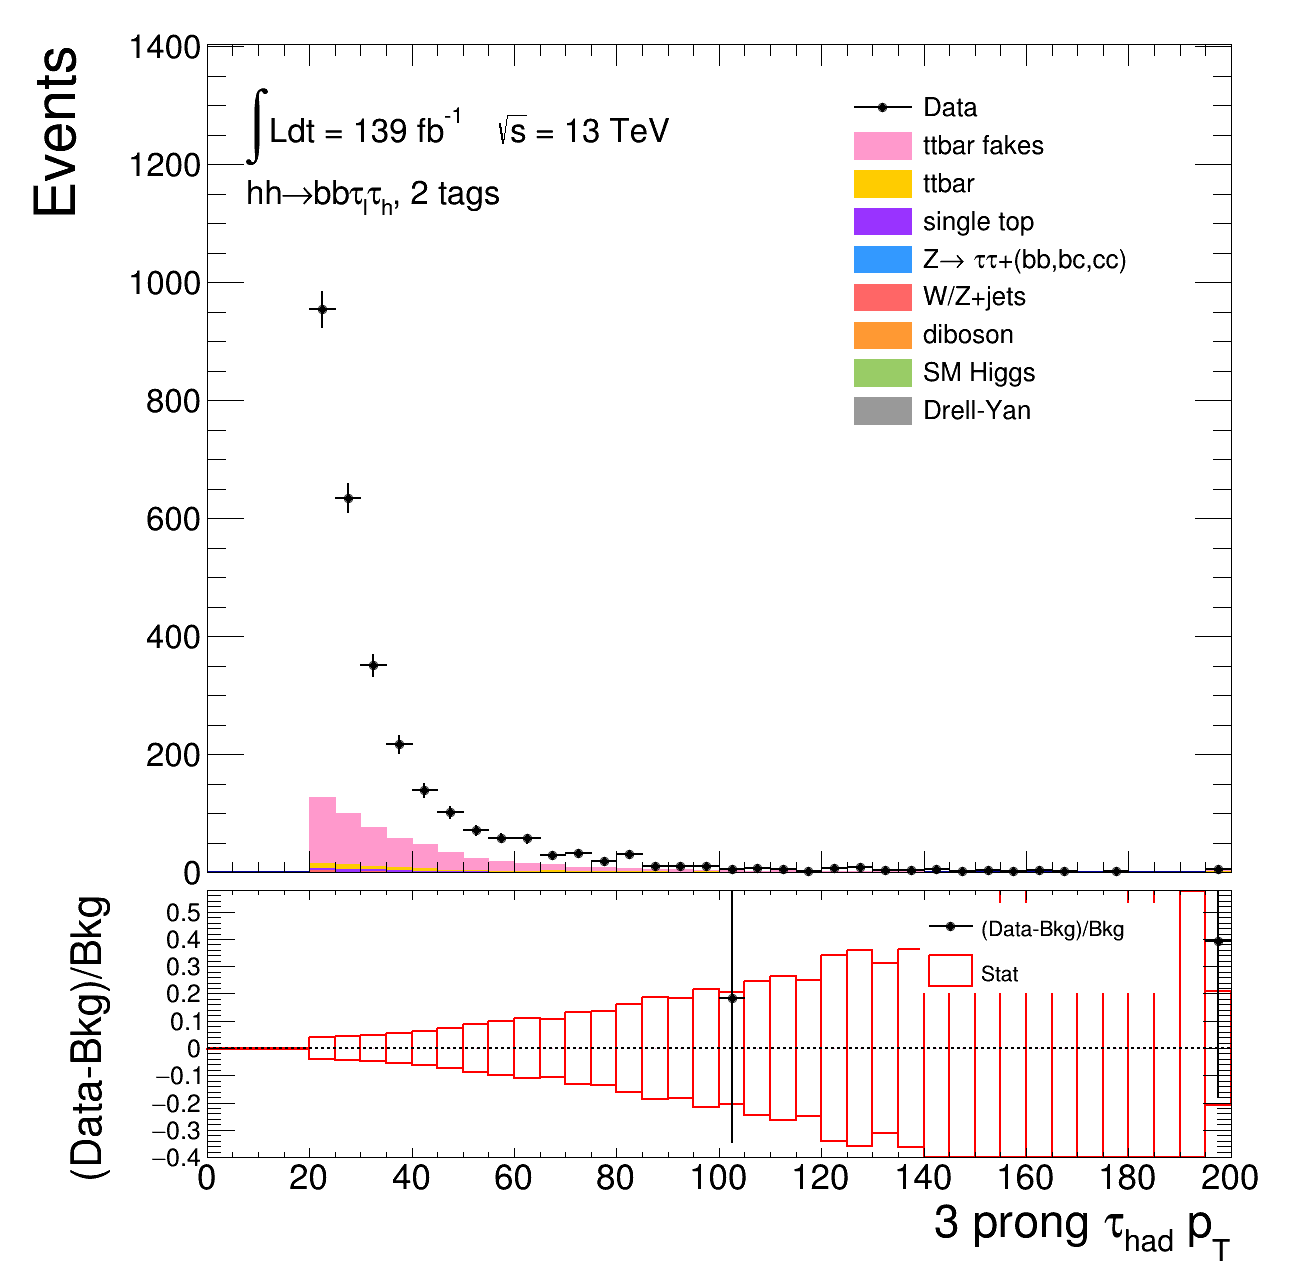 Events
1400
1200
1000
800
600
400
200
0
∫Ldt = 139 fb⁻¹ √s = 13 TeV
hh→bbτₗτₕ, 2 tags
Data
ttbar fakes
ttbar
single top
Z→ ττ+(bb,bc,cc)
W/Z+jets
diboson
SM Higgs
Drell-Yan
(Data-Bkg)/Bkg
0.5
0.4
0.3
0.2
0.1
0
−0.1
−0.2
−0.3
−0.4
(Data-Bkg)/Bkg
Stat
0 20 40 60 80 100 120 140 160 180 200
3 prong τ_had p_T